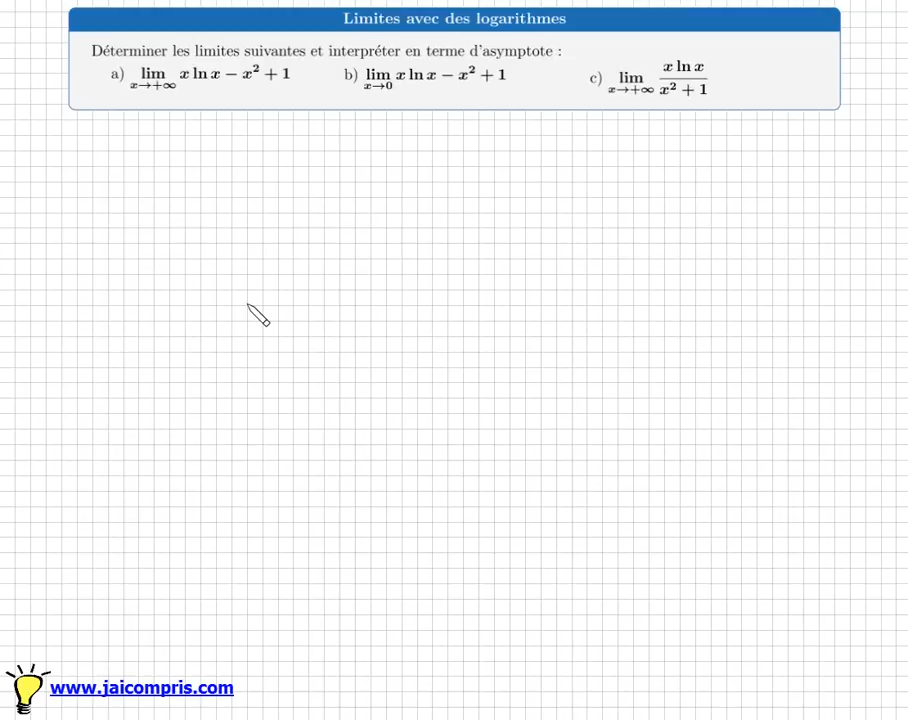 Limites avec des logarithmes
Déterminer les limites suivantes et interpréter en terme d'asymptote :
a) lim x→+∞ x ln x − x² + 1 b) lim x→0 x ln x − x² + 1 c) lim x→+∞ x ln x / x² + 1
www.jaicompris.com